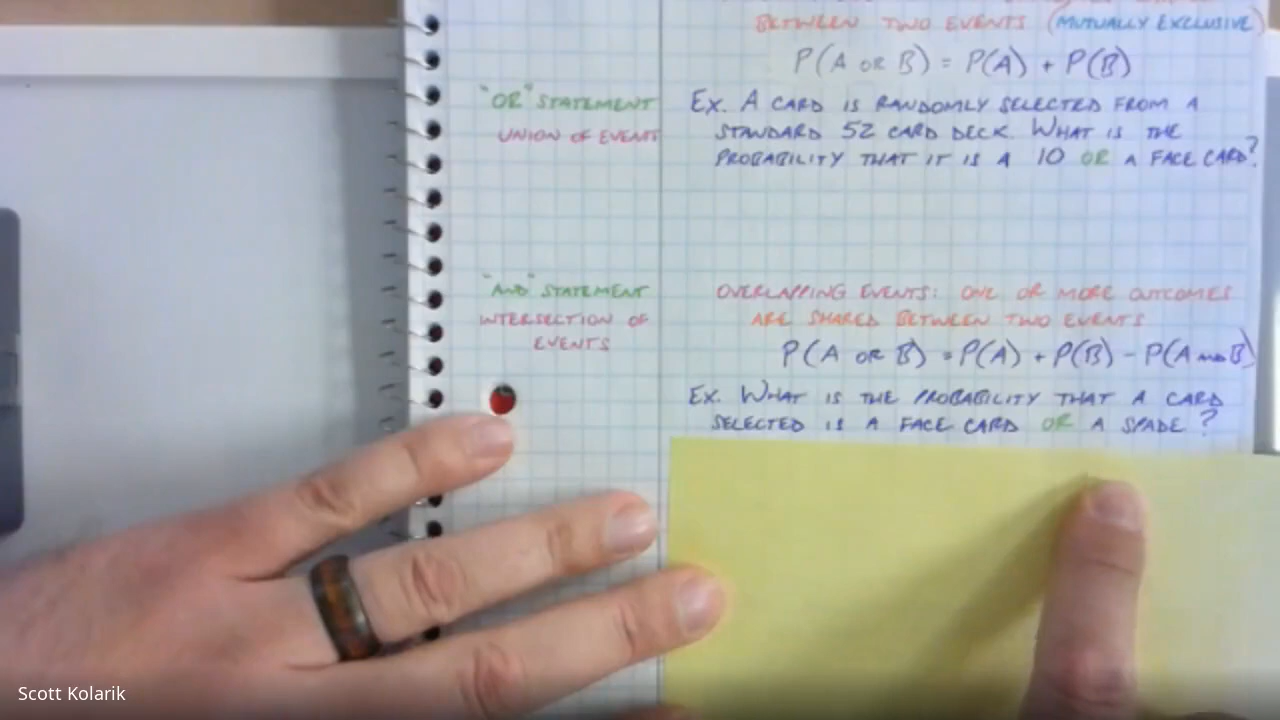 BETWEEN TWO EVENTS (MUTUALLY EXCLUSIVE)
P(A OR B) = P(A) + P(B)
"OR" STATEMENT
UNION OF EVENTS
EX. A CARD IS RANDOMLY SELECTED FROM A
STANDARD 52 CARD DECK. WHAT IS THE
PROBABILITY THAT IT IS A 10 OR A FACE CARD?
"AND" STATEMENT
INTERSECTION OF
EVENTS
OVERLAPPING EVENTS: ONE OR MORE OUTCOMES
ARE SHARED BETWEEN TWO EVENTS
P(A OR B) = P(A) + P(B) - P(A AND B)
EX. WHAT IS THE PROBABILITY THAT A CARD
SELECTED IS A FACE CARD OR A SPADE?
Scott Kolarik